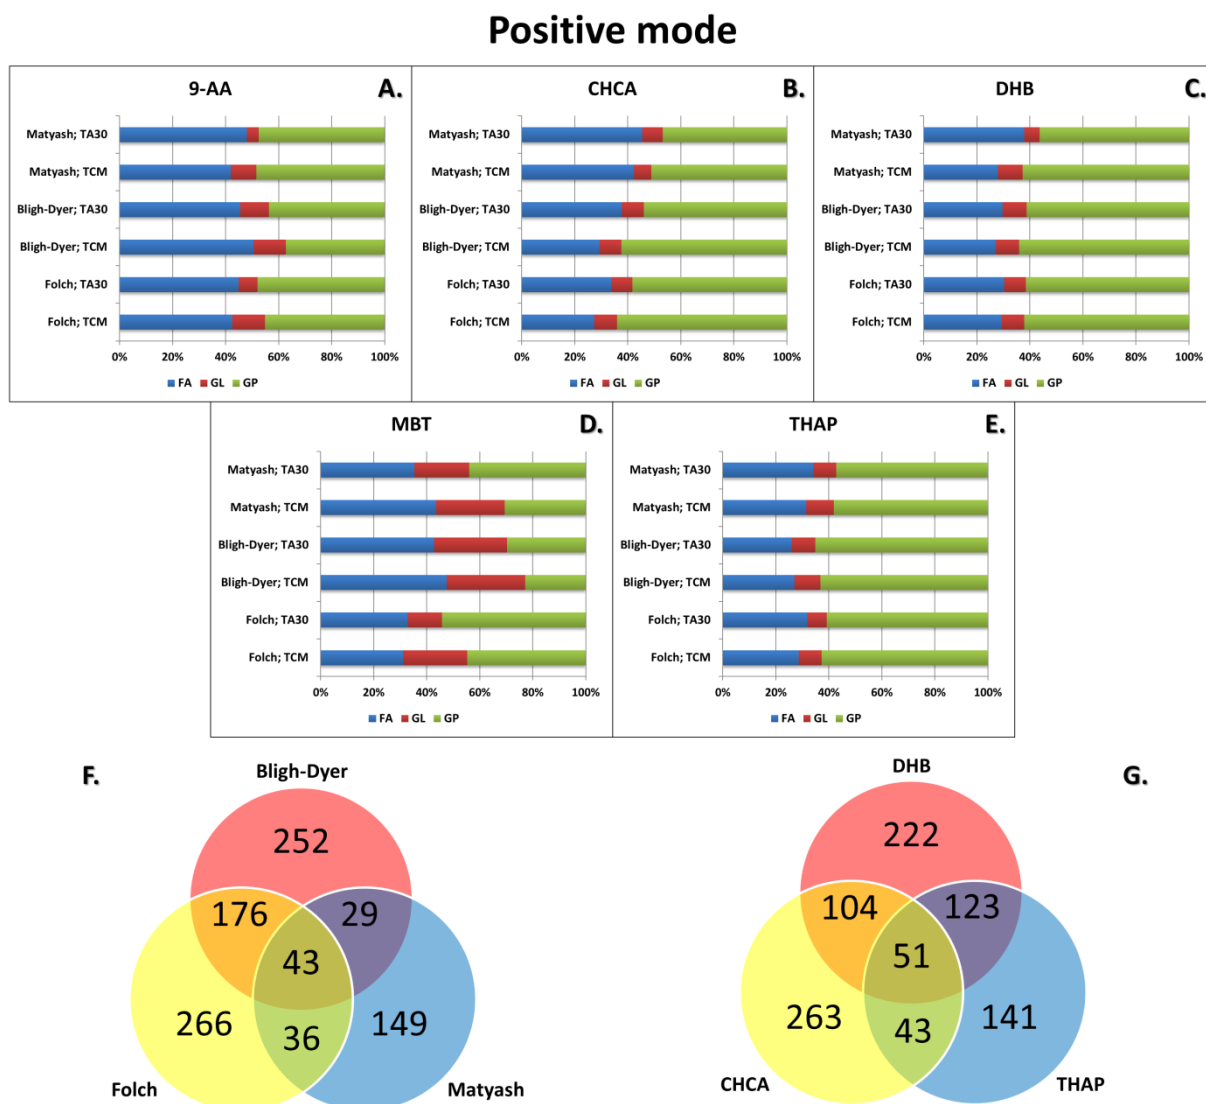 Positive mode
9-AA A.
Matyash; TA30
Matyash; TCM
Bligh-Dyer; TA30
Bligh-Dyer; TCM
Folch; TA30
Folch; TCM
0% 20% 40% 60% 80% 100%
FA GL GP
CHCA B.
Matyash; TA30
Matyash; TCM
Bligh-Dyer; TA30
Bligh-Dyer; TCM
Folch; TA30
Folch; TCM
0% 20% 40% 60% 80% 100%
FA GL GP
DHB C.
Matyash; TA30
Matyash; TCM
Bligh-Dyer; TA30
Bligh-Dyer; TCM
Folch; TA30
Folch; TCM
0% 20% 40% 60% 80% 100%
FA GL GP
MBT D.
Matyash; TA30
Matyash; TCM
Bligh-Dyer; TA30
Bligh-Dyer; TCM
Folch; TA30
Folch; TCM
0% 20% 40% 60% 80% 100%
FA GL GP
THAP E.
Matyash; TA30
Matyash; TCM
Bligh-Dyer; TA30
Bligh-Dyer; TCM
Folch; TA30
Folch; TCM
0% 20% 40% 60% 80% 100%
FA GL GP
F.
Bligh-Dyer
252
176 29
43
266 36 149
Folch Matyash
DHB G.
222
104 123
51
263 43 141
CHCA THAP